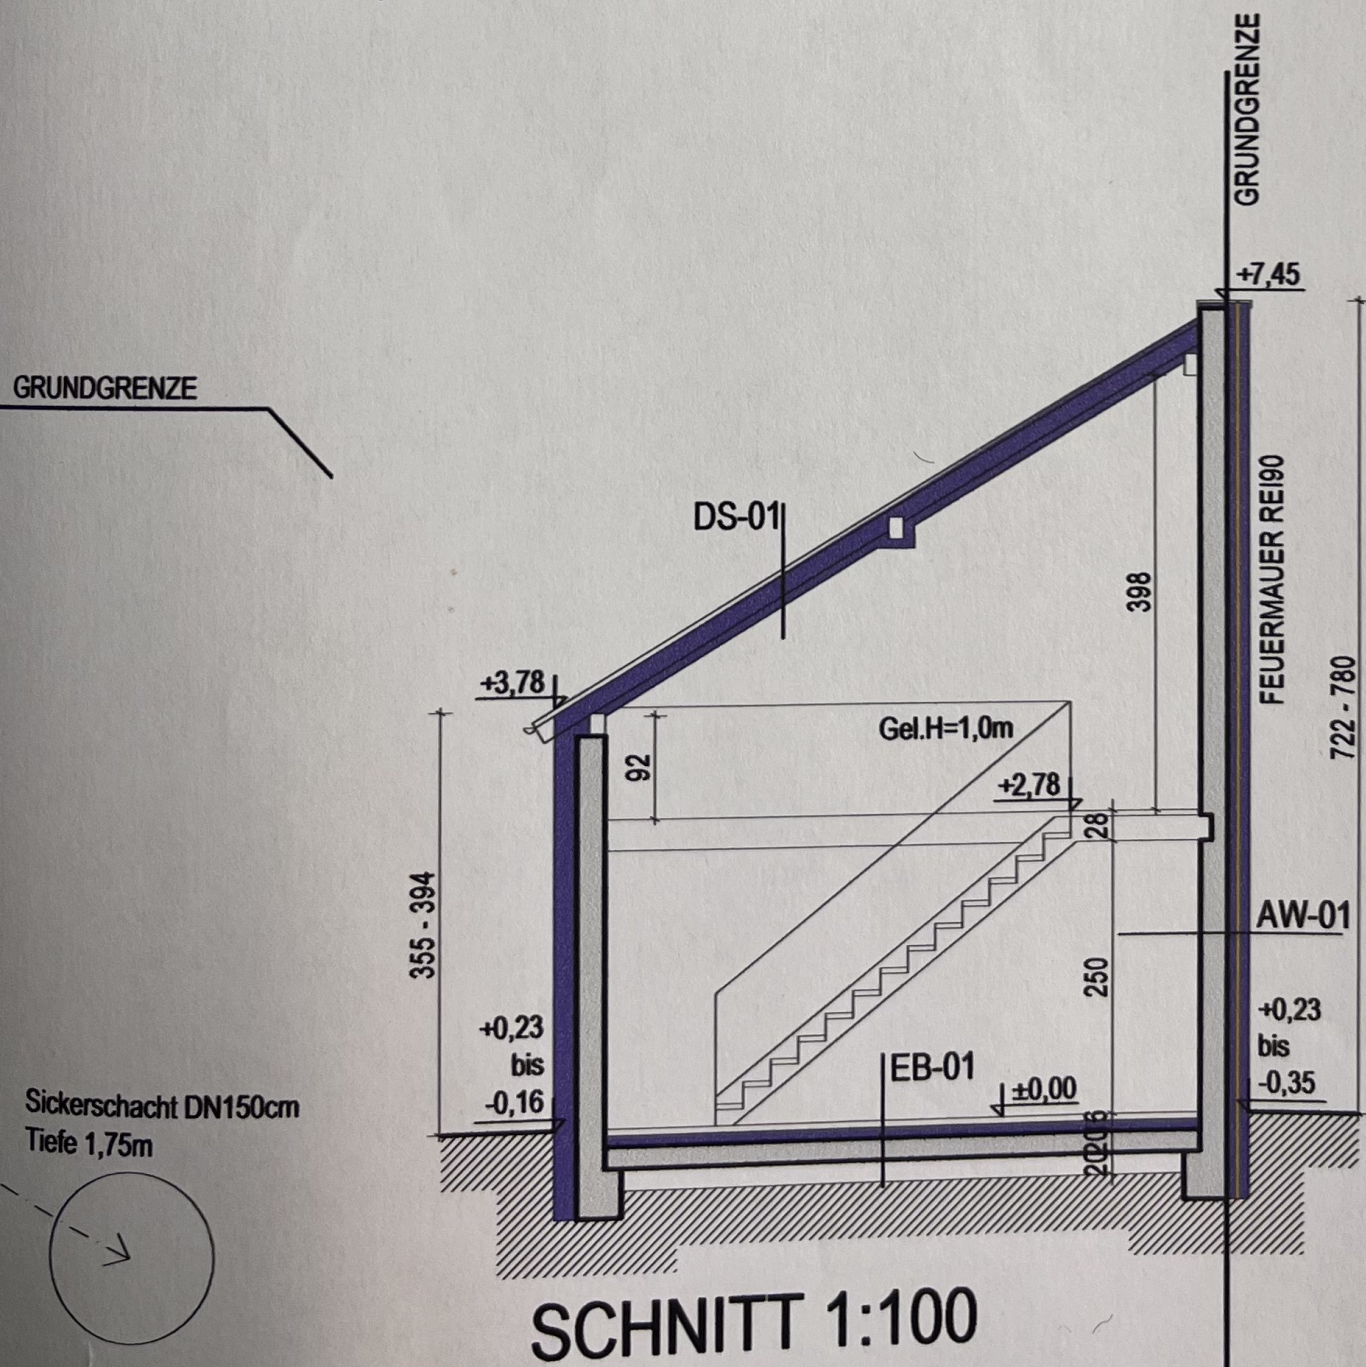 GRUNDGRENZE
+7,45
GRUNDGRENZE
DS-01
398
FEUERMAUER REI90
+3,78
722 - 780
Gel.H=1,0m
92
+2,78
28
355 - 394
AW-01
250
+0,23
bis
-0,16
+0,23
bis
-0,35
EB-01
±0,00
Sickerschacht DN150cm
Tiefe 1,75m
20206
SCHNITT 1:100